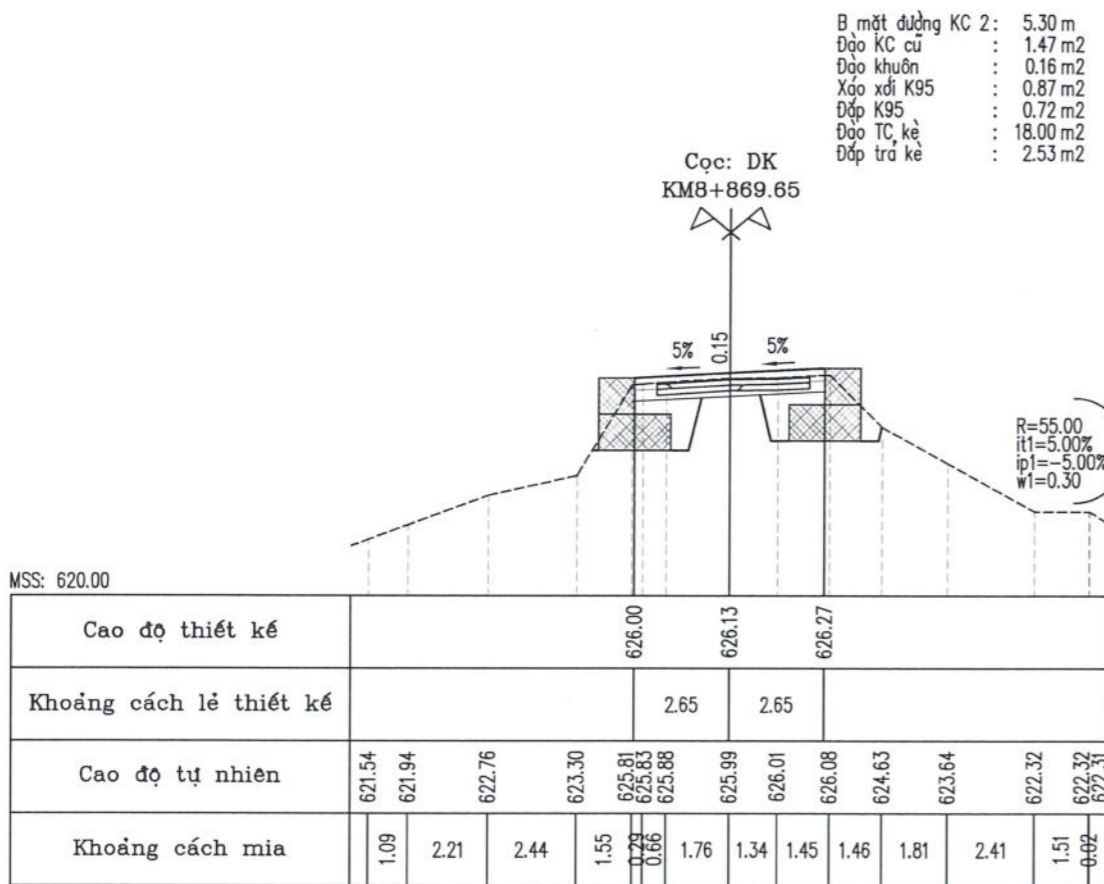 B mặt đường KC 2: 5.30 m
Đào KC cũ : 1.47 m2
Đào khuôn : 0.16 m2
Xáo xới K95 : 0.87 m2
Đắp K95 : 0.72 m2
Đào TC kè : 18.00 m2
Đắp trả kè : 2.53 m2
Cọc: DK
KM8+869.65
5% 0.15 5%
R=55.00
it1=5.00%
ip1=-5.00%
w1=0.30
MSS: 620.00
Cao độ thiết kế 626.00 626.13 626.27
Khoảng cách lẻ thiết kế 2.65 2.65
Cao độ tự nhiên 621.54 621.94 622.76 623.30 625.81 625.83 625.88 625.99 626.01 626.08 624.63 623.64 622.32 622.32 622.31
Khoảng cách mia 1.09 2.21 2.44 1.55 0.29 0.66 1.76 1.34 1.45 1.46 1.81 2.41 1.51 0.02